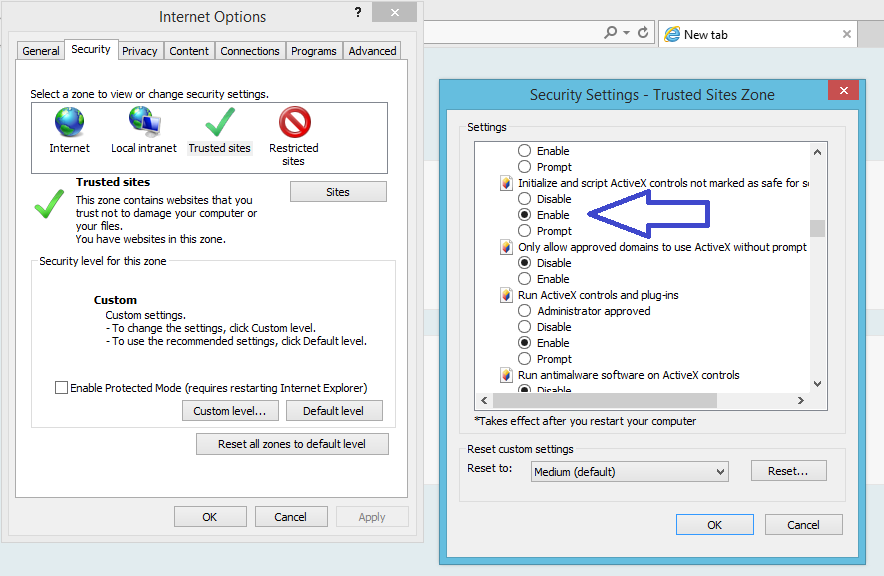 Internet Options
?
General
Security
Privacy
Content
Connections
Programs
Advanced
Select a zone to view or change security settings.
Internet
Local intranet
Trusted sites
Restricted
sites
Trusted sites
This zone contains websites that you
trust not to damage your computer or
your files.
You have websites in this zone.
Sites
Security level for this zone
Custom
Custom settings.
- To change the settings, click Custom level.
- To use the recommended settings, click Default level.
Enable Protected Mode (requires restarting Internet Explorer)
Custom level...
Default level
Reset all zones to default level
OK
Cancel
Apply
New tab
Security Settings - Trusted Sites Zone
Settings
Enable
Prompt
Initialize and script ActiveX controls not marked as safe for s
Disable
Enable
Prompt
Only allow approved domains to use ActiveX without prompt
Disable
Enable
Run ActiveX controls and plug-ins
Administrator approved
Disable
Enable
Prompt
Run antimalware software on ActiveX controls
Disable
*Takes effect after you restart your computer
Reset custom settings
Reset to:
Medium (default)
Reset...
OK
Cancel